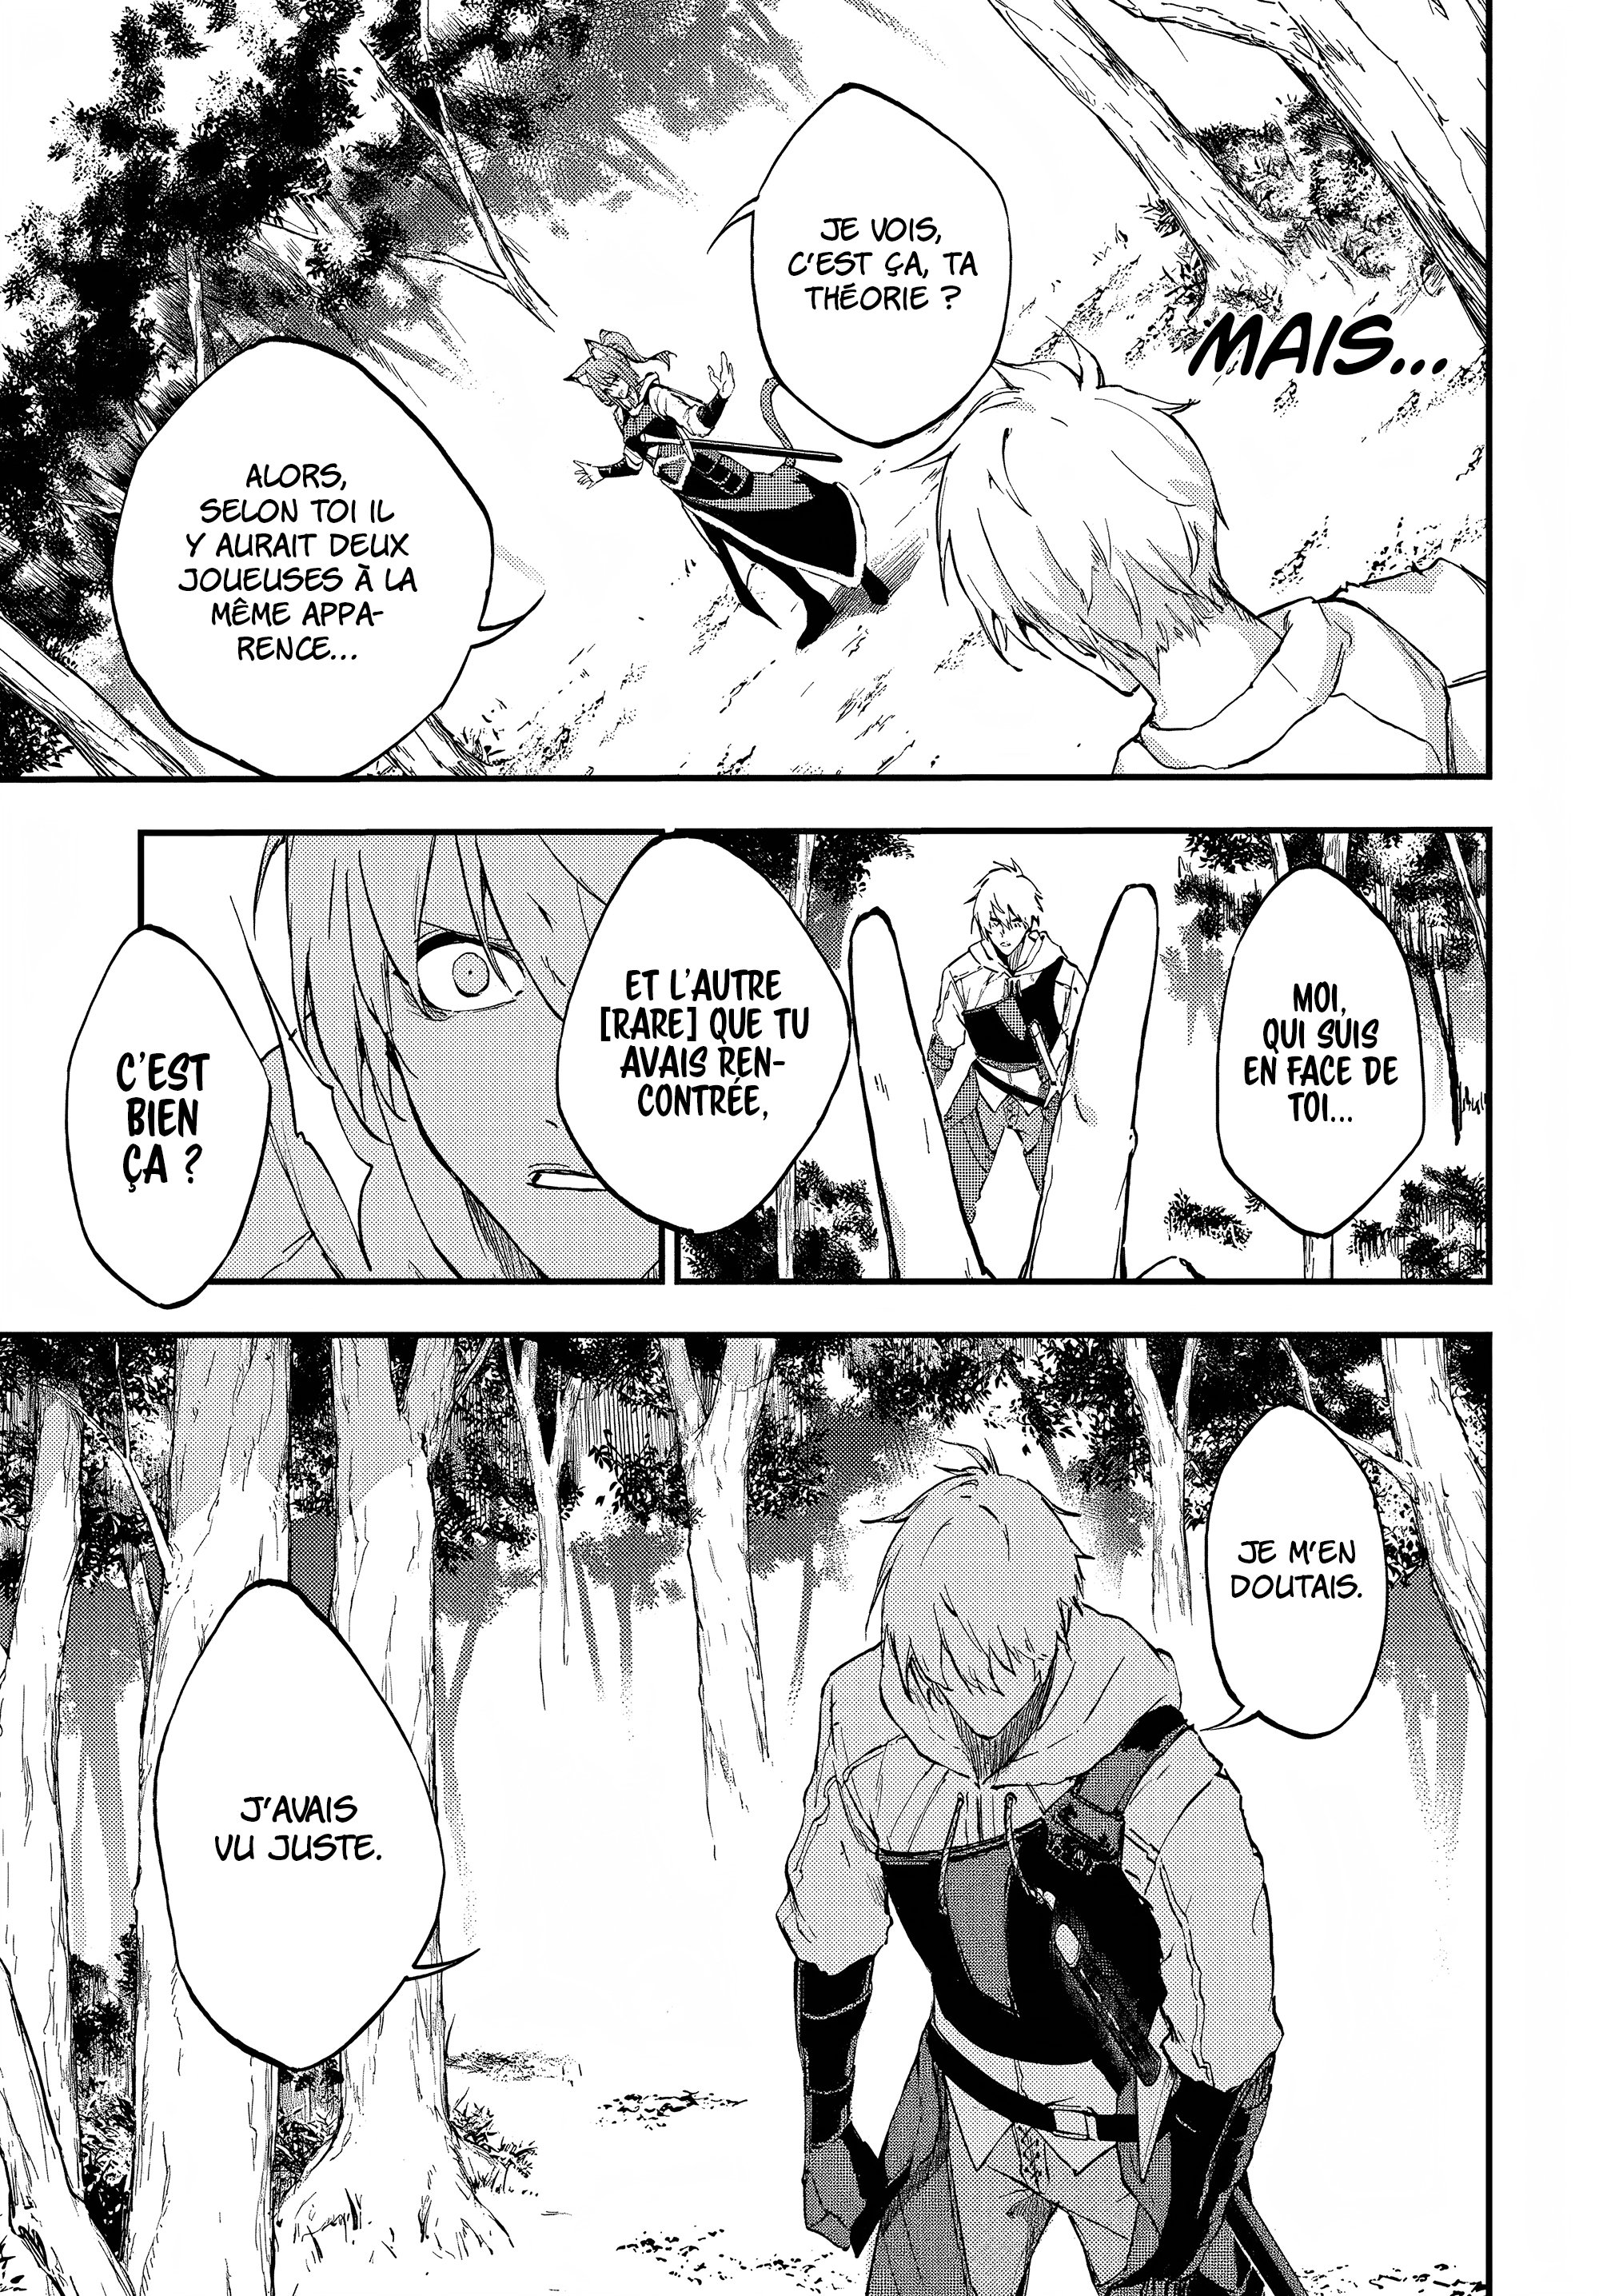 MAIS...
JE VOIS,
C'EST ÇA, TA
THÉORIE ?
ALORS,
SELON TOI IL
Y AURAIT DEUX
JOUEUSES À LA
MÊME APPA-
RENCE...
MOI,
QUI SUIS
EN FACE DE
TOI...
ET L'AUTRE
[RARE] QUE TU
AVAIS REN-
CONTRÉE,
C'EST
BIEN
ÇA ?
JE M'EN
DOUTAIS.
J'AVAIS
VU JUSTE.